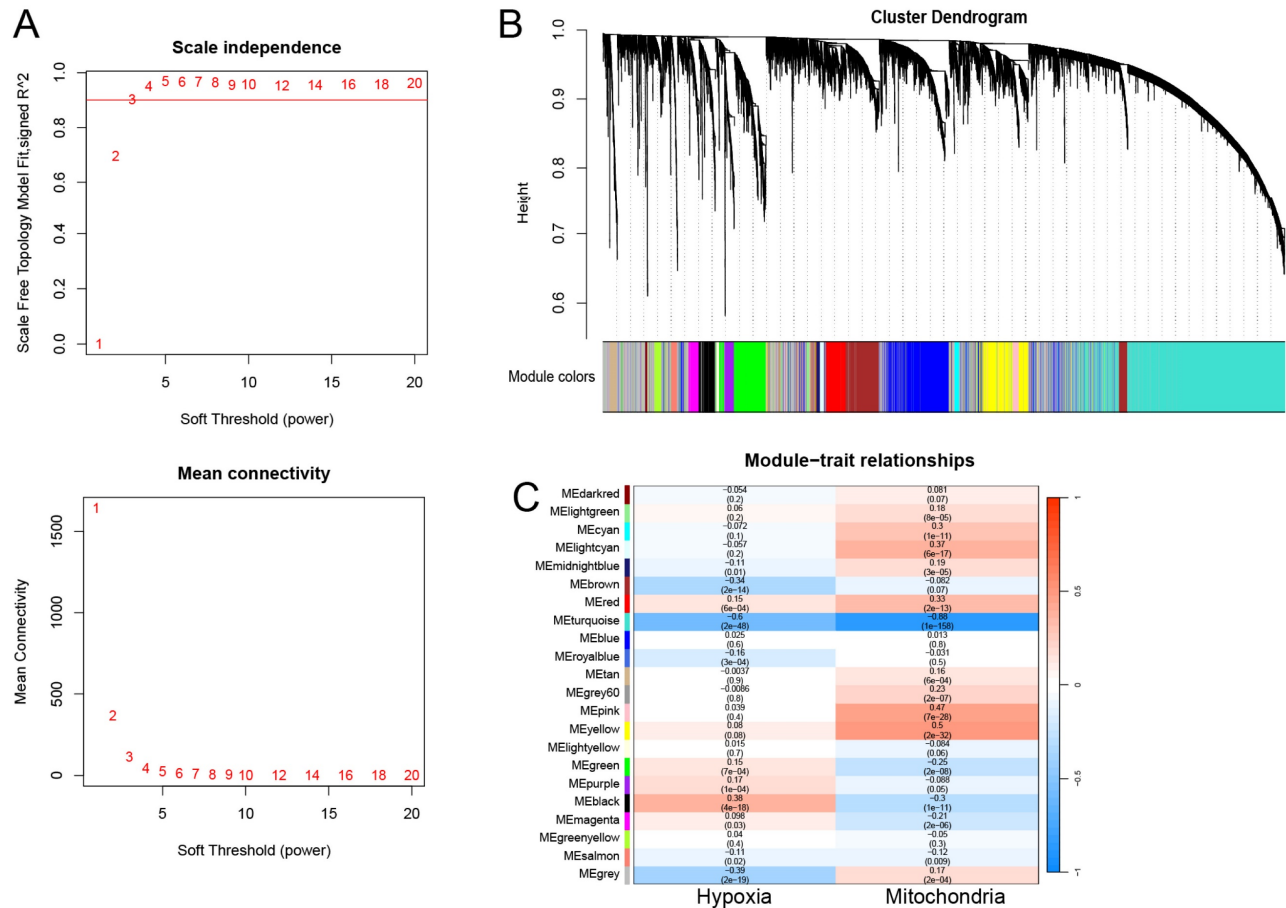 A
Scale independence
Scale Free Topology Model Fit,signed R^2
1.0
0.8
0.6
0.4
0.2
0.0
1
2
3
4 5 6 7 8 9 10 12 14 16 18 20
5 10 15 20
Soft Threshold (power)
Mean connectivity
Mean Connectivity
1500
1000
500
0
1
2
3
4 5 6 7 8 9 10 12 14 16 18 20
5 10 15 20
Soft Threshold (power)
B
Cluster Dendrogram
Height
1.0
0.9
0.8
0.7
0.6
Module colors
C
Module−trait relationships
MEdarkred −0.054 0.081
(0.2) (0.07)
MElightgreen 0.06 0.18
(0.2) (8e−05)
MEcyan −0.072 0.3
(0.1) (1e−11)
MElightcyan −0.057 0.37
(0.2) (6e−17)
MEmidnightblue −0.11 0.19
(0.01) (3e−05)
MEbrown −0.34 −0.082
(2e−14) (0.07)
MEred 0.15 0.33
(6e−04) (2e−13)
MEturquoise −0.6 −0.88
(2e−48) (1e−158)
MEblue 0.025 0.013
(0.6) (0.8)
MEroyalblue −0.16 −0.031
(3e−04) (0.5)
MEtan −0.0037 0.16
(0.9) (6e−04)
MEgrey60 −0.0086 0.23
(0.8) (2e−07)
MEpink 0.039 0.47
(0.4) (7e−28)
MEyellow 0.08 0.5
(0.08) (2e−32)
MElightyellow 0.015 −0.084
(0.7) (0.06)
MEgreen 0.15 −0.25
(7e−04) (2e−08)
MEpurple 0.17 −0.088
(1e−04) (0.05)
MEblack 0.38 −0.3
(4e−18) (1e−11)
MEmagenta 0.098 −0.21
(0.03) (2e−06)
MEgreenyellow 0.04 −0.05
(0.4) (0.3)
MEsalmon −0.11 −0.12
(0.02) (0.009)
MEgrey −0.39 0.17
(2e−19) (2e−04)
Hypoxia Mitochondria
1
0.5
0
−0.5
−1